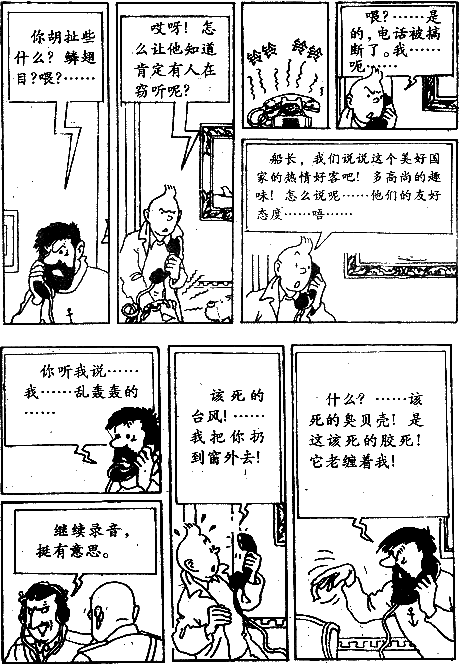 你胡扯些
什么？鳞翅
目？喂？……
哎呀！怎
么让他知道
肯定有人在
窃听呢？
铃铃 铃铃
喂？……是
的，电话被搞
断了。我……
呃……
船长，我们说说这个美好国
家的热情好客吧！多高尚的趣
味！怎么说呢……他们的友好
态度……嘻……
你听我说……
我……乱轰轰的
……
继续录音，
挺有意思。
该死的
台风！……
我把你扔
到窗外去！
什么？……该
死的奥贝壳！是
这该死的胶死！
它老缠着我！